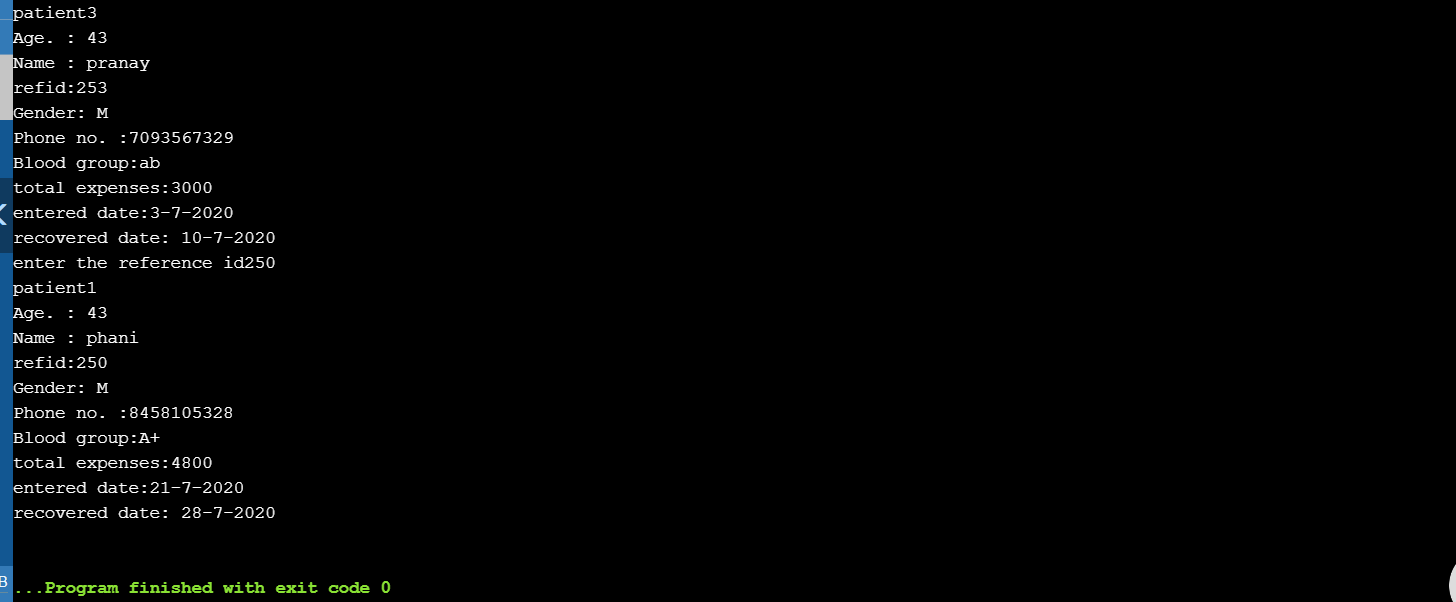 patient3
Age. : 43
Name : pranay
refid:253
Gender: M
Phone no. :7093567329
Blood group:ab
total expenses:3000
entered date:3-7-2020
recovered date: 10-7-2020
enter the reference id250
patient1
Age. : 43
Name : phani
refid:250
Gender: M
Phone no. :8458105328
Blood group:A+
total expenses:4800
entered date:21-7-2020
recovered date: 28-7-2020
B
...Program finished with exit code 0